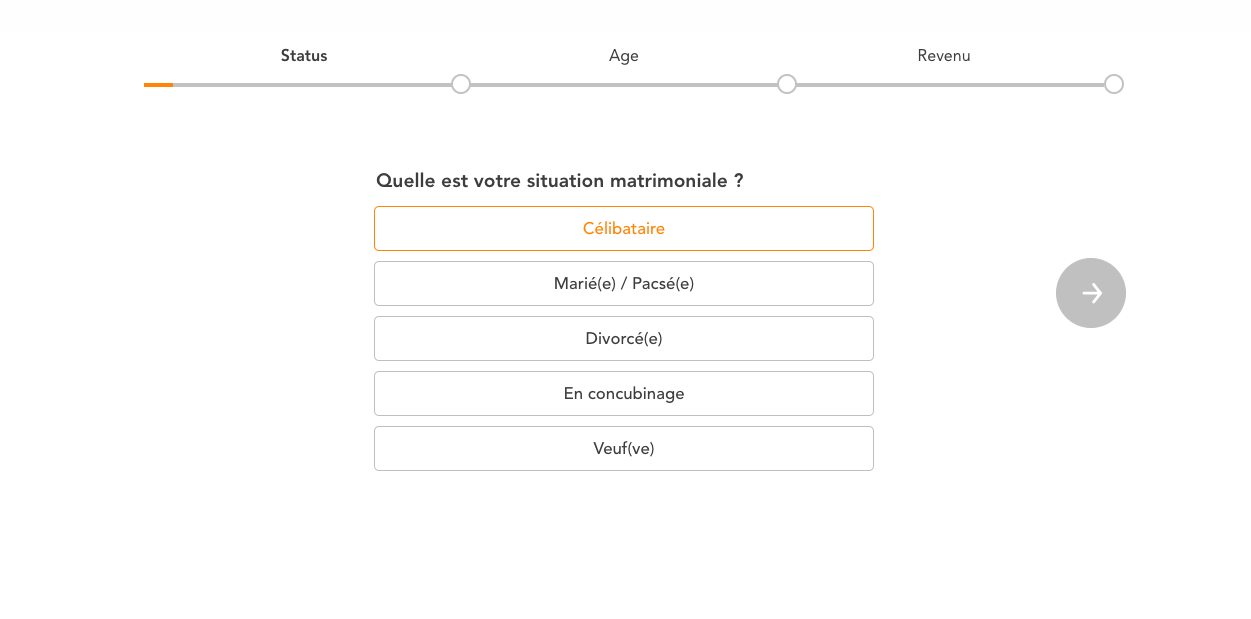 Status Age Revenu
Quelle est votre situation matrimoniale ?
Célibataire
Marié(e) / Pacsé(e)
Divorcé(e)
En concubinage
Veuf(ve)